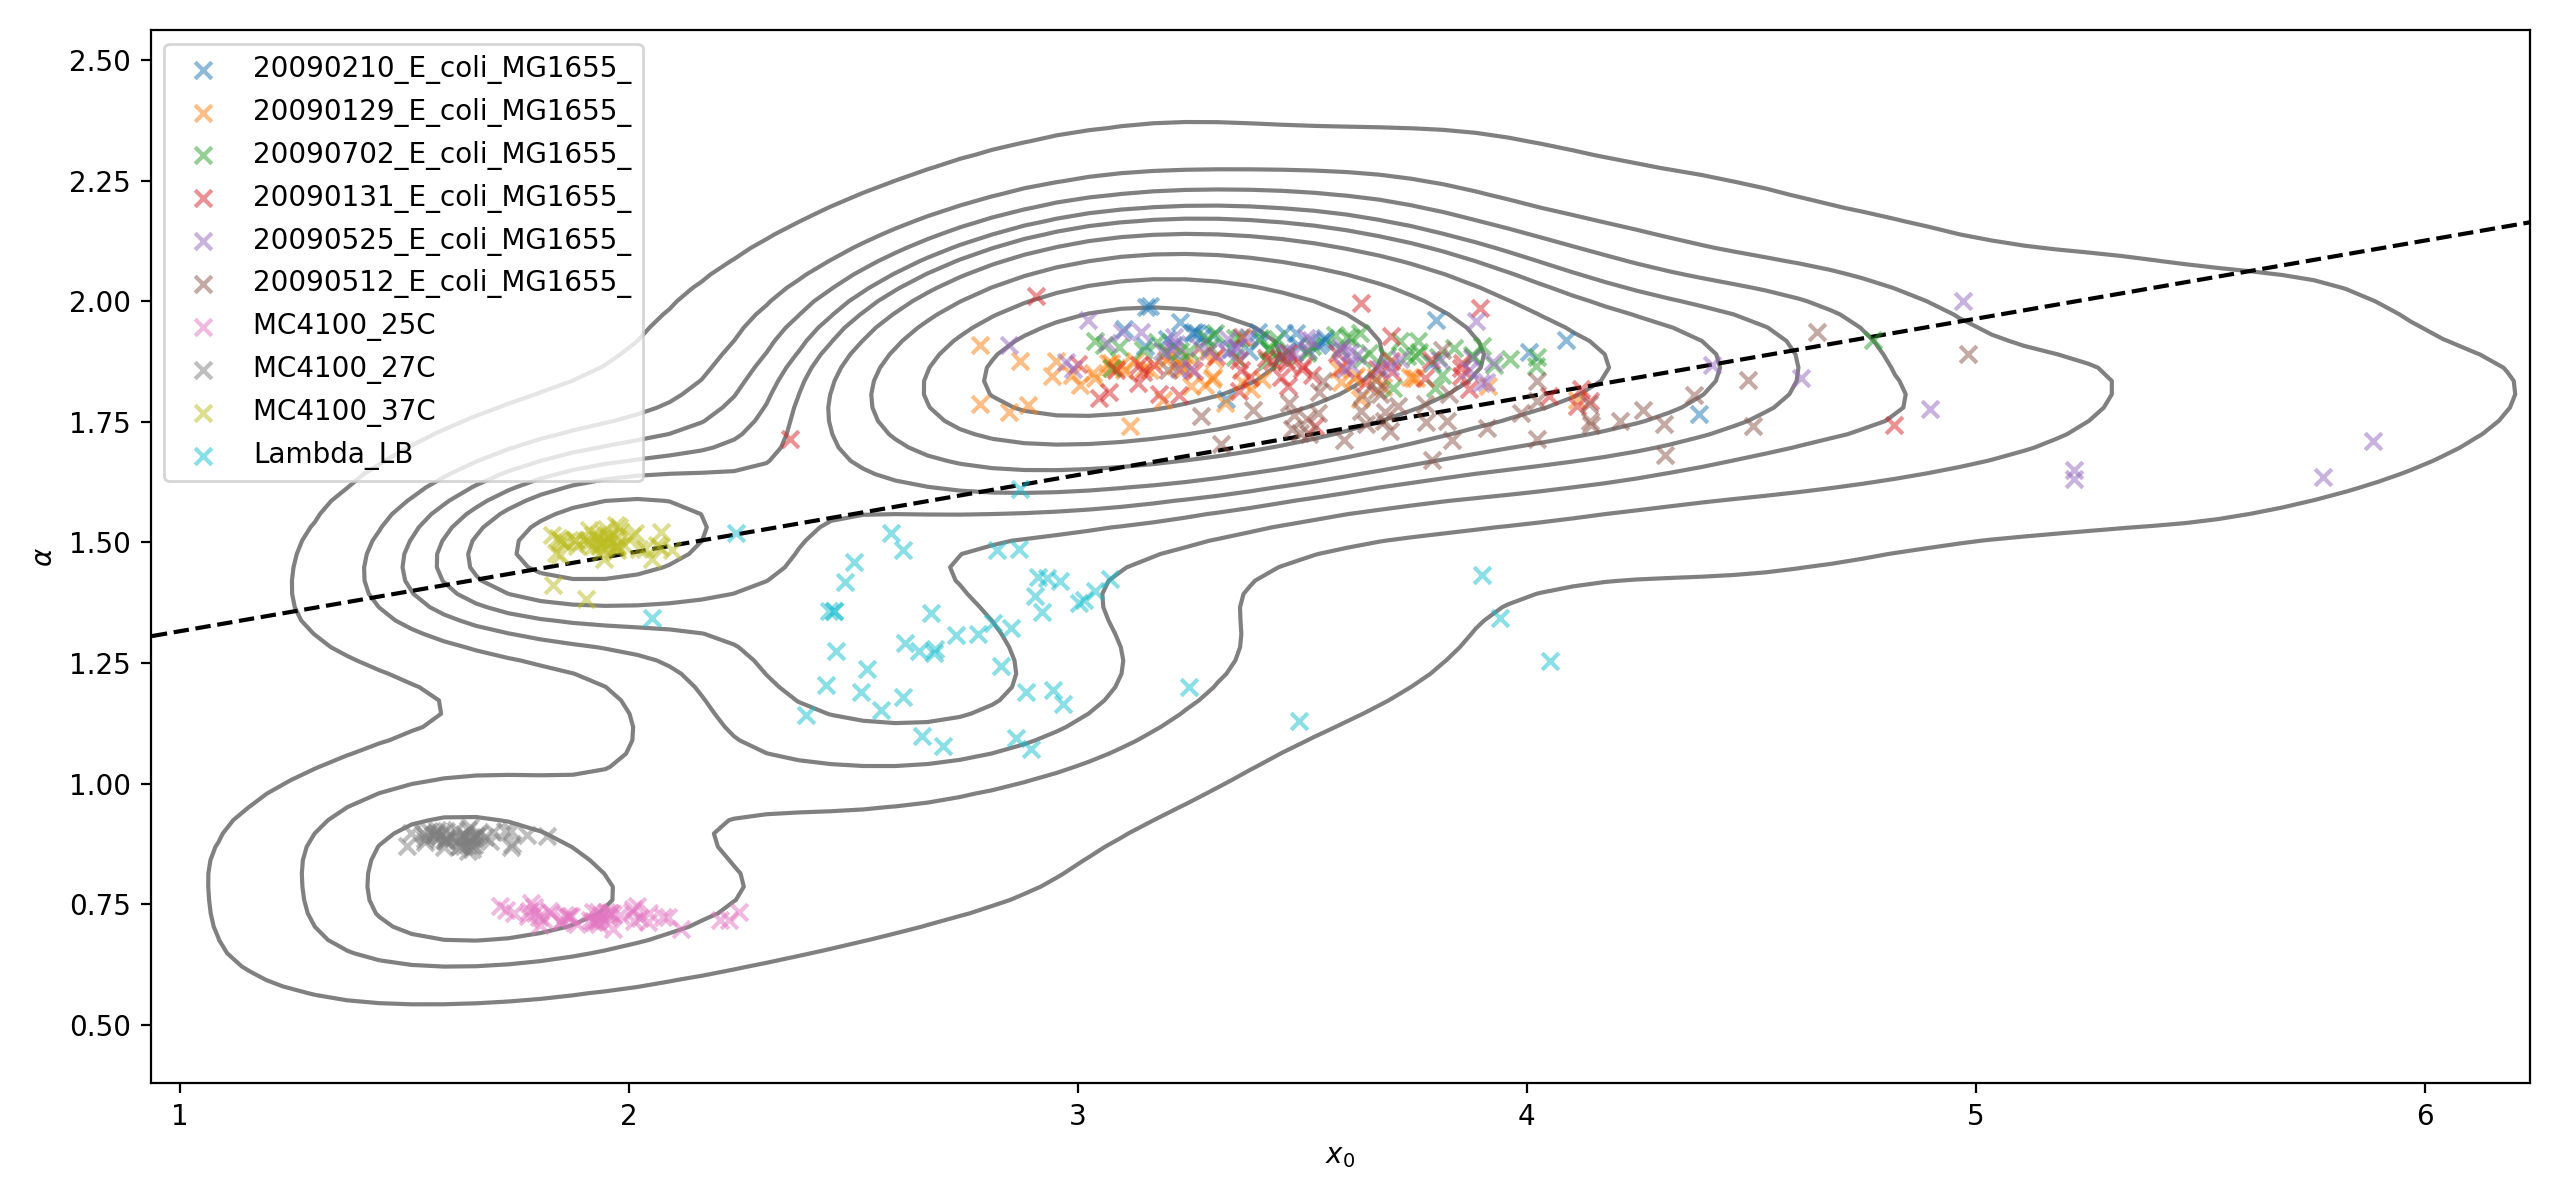 2.50
2.25
2.00
1.75
1.50
1.25
1.00
0.75
0.50
α
20090210_E_coli_MG1655_
20090129_E_coli_MG1655_
20090702_E_coli_MG1655_
20090131_E_coli_MG1655_
20090525_E_coli_MG1655_
20090512_E_coli_MG1655_
MC4100_25C
MC4100_27C
MC4100_37C
Lambda_LB
1 2 3 4 5 6
x₀